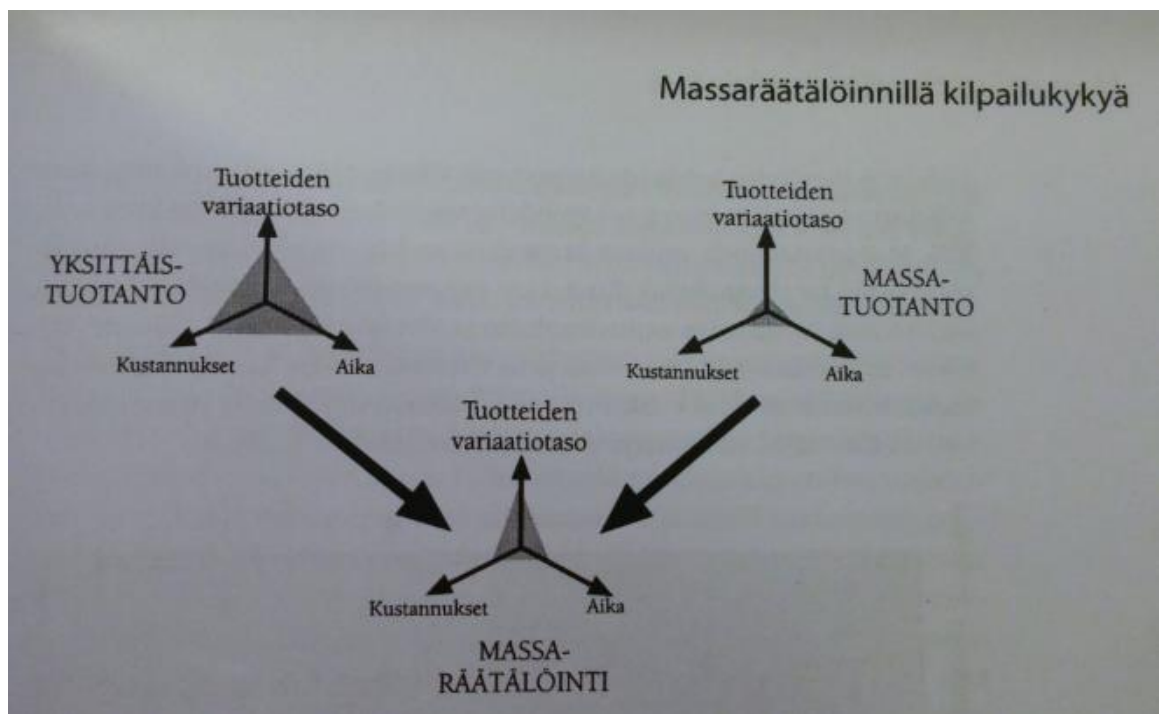 Massaräätälöinnillä kilpailukykyä
Tuotteiden
variaatiotaso
YKSITTÄIS-
TUOTANTO
Kustannukset
Aika
Tuotteiden
variaatiotaso
MASSA-
TUOTANTO
Kustannukset
Aika
Tuotteiden
variaatiotaso
Kustannukset
Aika
MASSA-
RÄÄTÄLÖINTI